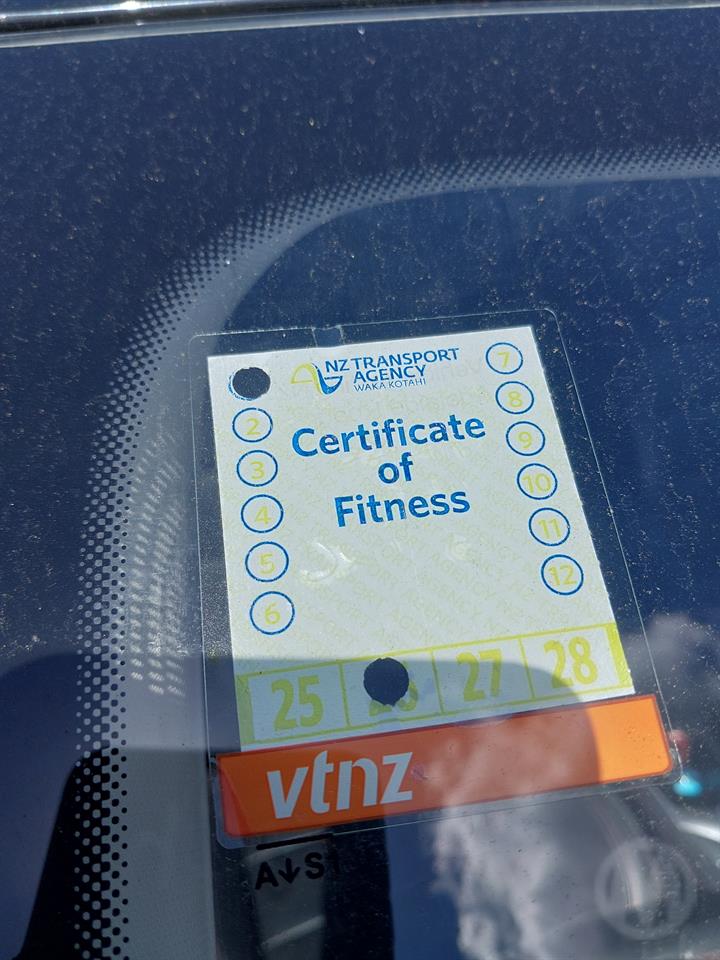 NZ TRANSPORT
AGENCY
WAKA KOTAHI
Certificate
of
Fitness
2
3
4
5
6
7
8
9
10
11
12
25
27
28
vtnz
A↓S1